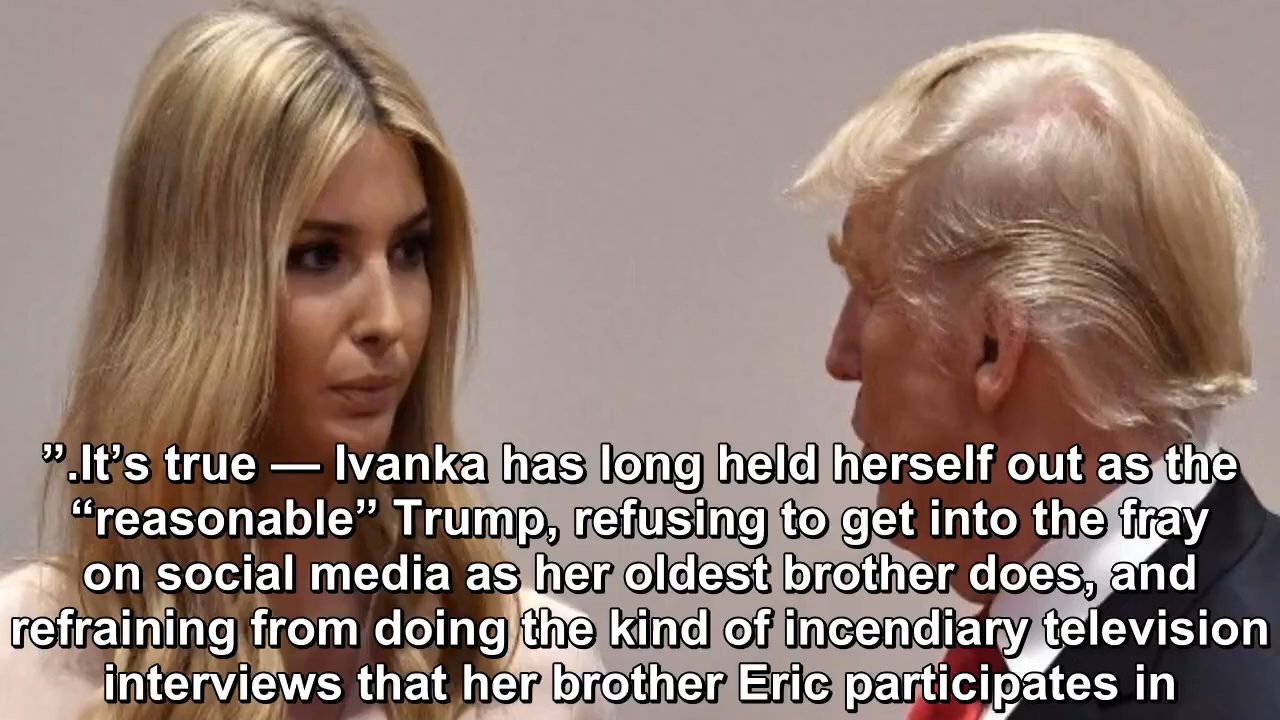 ”.It’s true — Ivanka has long held herself out as the
“reasonable” Trump, refusing to get into the fray
on social media as her oldest brother does, and
refraining from doing the kind of incendiary television
interviews that her brother Eric participates in